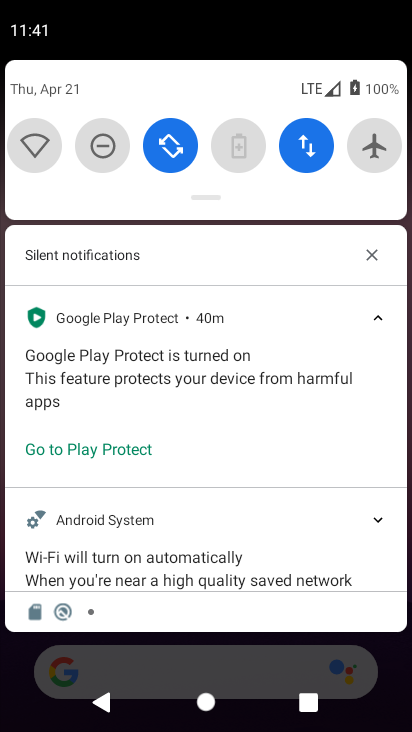 11:41
Thu, Apr 21 LTE 100%
Silent notifications
Google Play Protect • 40m
Google Play Protect is turned on
This feature protects your device from harmful
apps
Go to Play Protect
Android System
Wi-Fi will turn on automatically
When you're near a high quality saved network